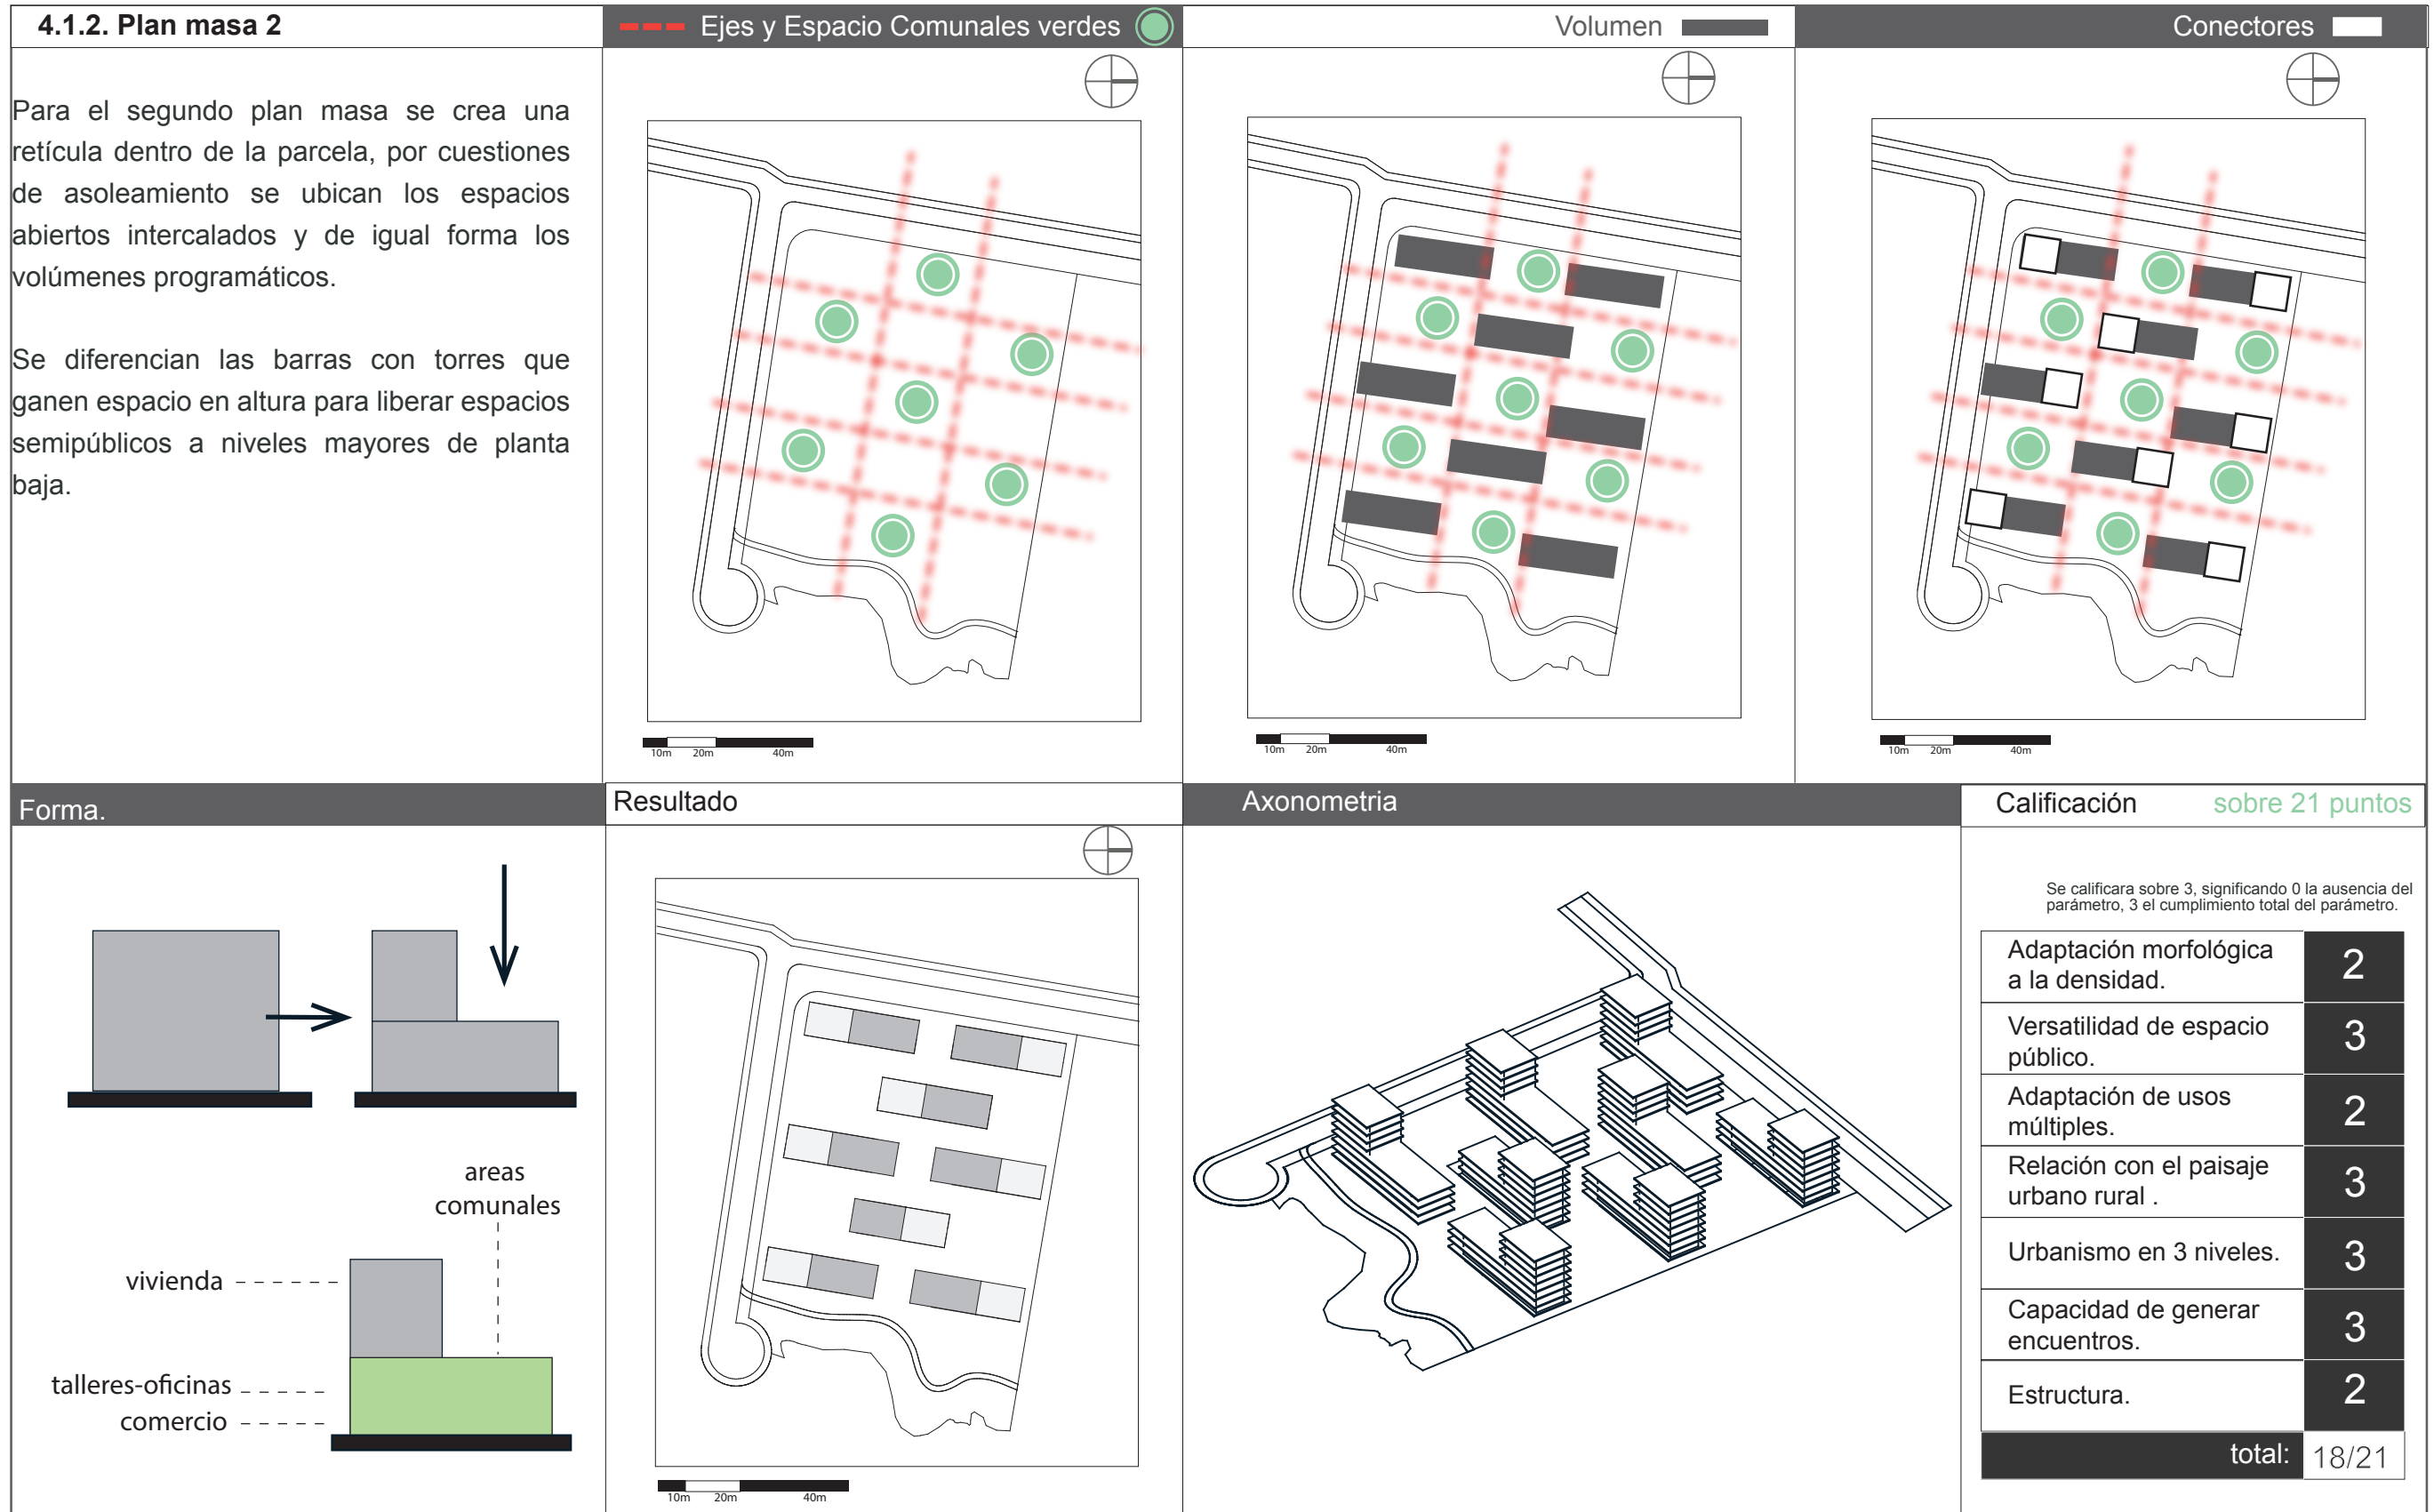 4.1.2. Plan masa 2
Ejes y Espacio Comunales verdes
Volumen
Conectores
Para el segundo plan masa se crea una
retícula dentro de la parcela, por cuestiones
de asoleamiento se ubican los espacios
abiertos intercalados y de igual forma los
volúmenes programáticos.
Se diferencian las barras con torres que
ganen espacio en altura para liberar espacios
semipúblicos a niveles mayores de planta
baja.
10m 20m 40m
10m 20m 40m
10m 20m 40m
Forma.
areas
comunales
vivienda
talleres-oficinas
comercio
Resultado
10m 20m 40m
Axonometria
Calificación sobre 21 puntos
Se calificara sobre 3, significando 0 la ausencia del
parámetro, 3 el cumplimiento total del parámetro.
Adaptación morfológica
a la densidad.
2
Versatilidad de espacio
público.
3
Adaptación de usos
múltiples.
2
Relación con el paisaje
urbano rural .
3
Urbanismo en 3 niveles.
3
Capacidad de generar
encuentros.
3
Estructura.
2
total: 18/21